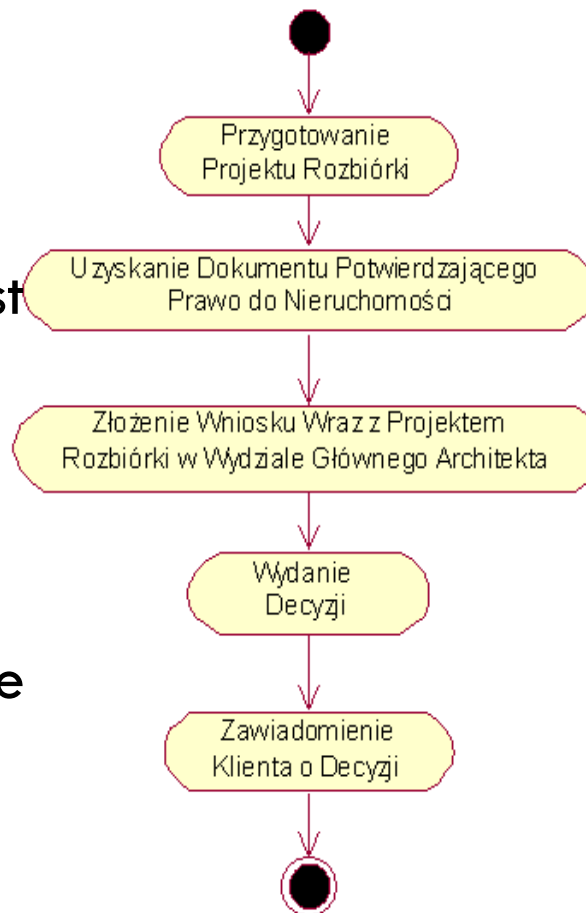 Przygotowanie
Projektu Rozbiórki
Uzyskanie Dokumentu Potwierdzającego
Prawo do Nieruchomości
st
Złożenie Wniosku Wraz z Projektem
Rozbiórki w Wydziale Głównego Architekta
Wydanie
Decyzji
e
Zawiadomienie
Klienta o Decyzji